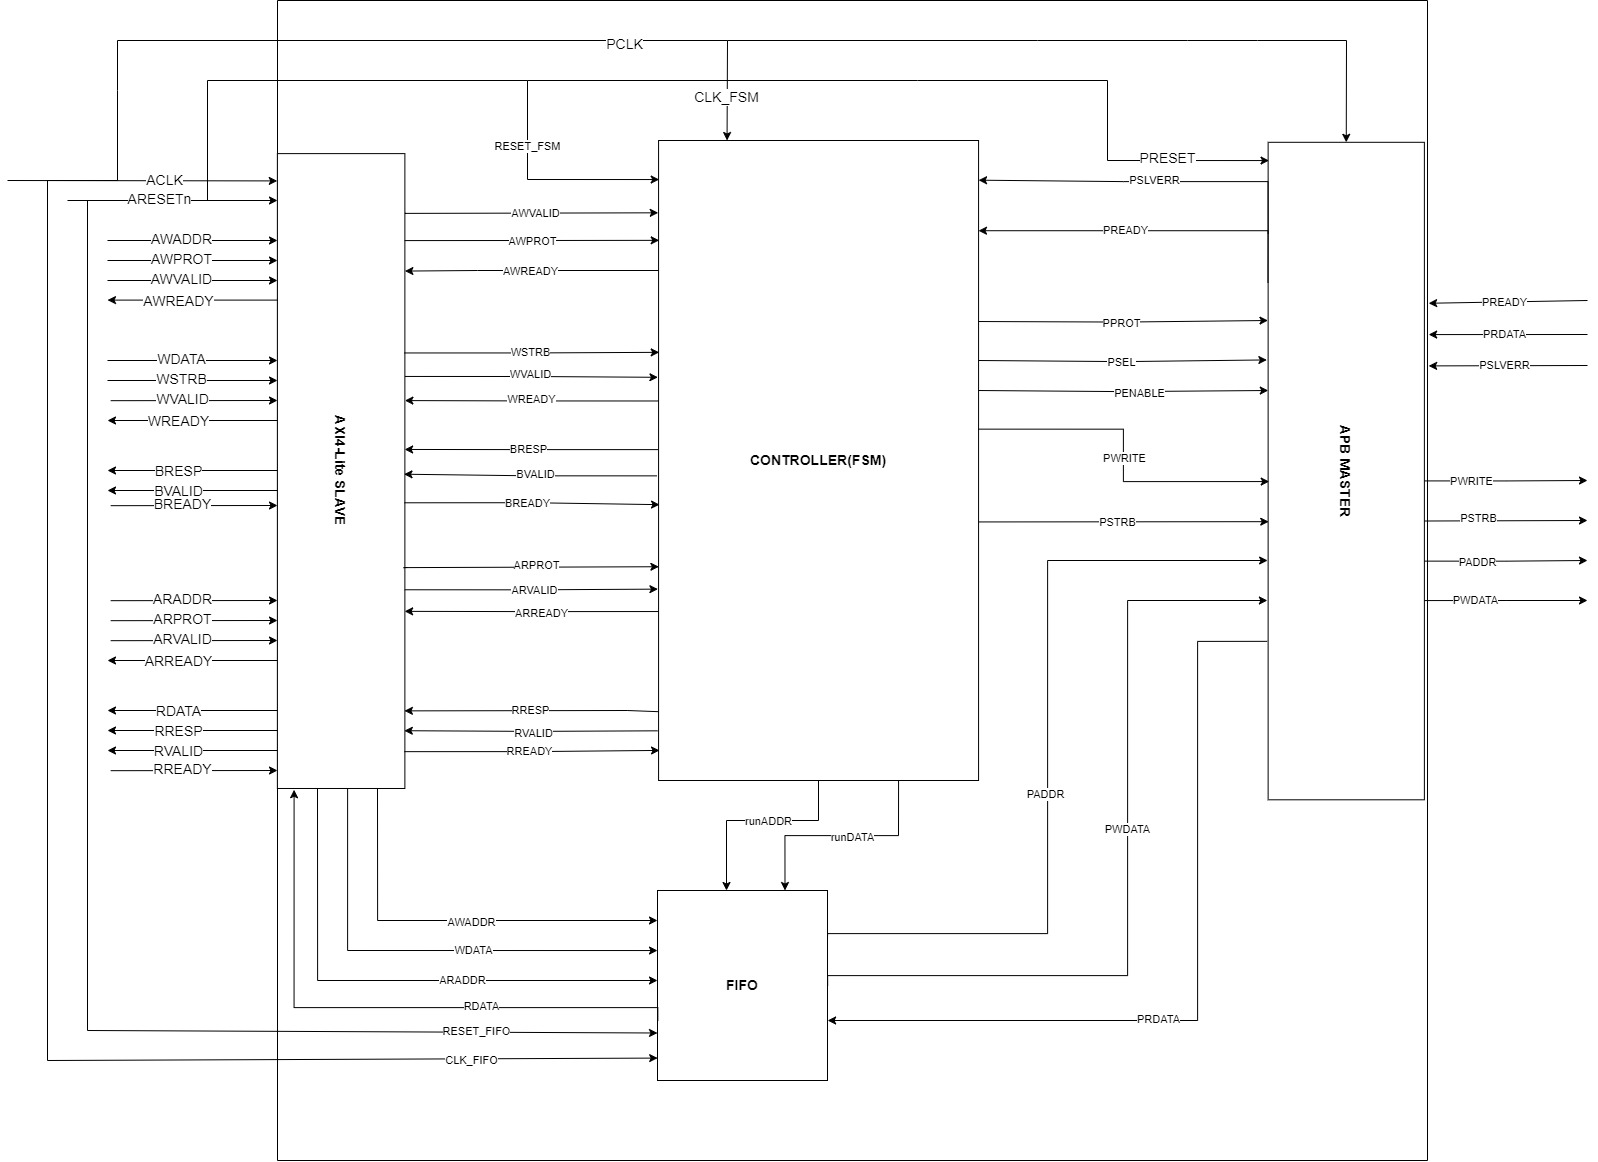 PCLK
CLK_FSM
RESET_FSM
PRESET
ACLK
ARESETn
AWADDR
AWPROT
AWVALID
AWREADY
WDATA
WSTRB
WVALID
WREADY
BRESP
BVALID
BREADY
ARADDR
ARPROT
ARVALID
ARREADY
RDATA
RRESP
RVALID
RREADY
AXI4-Lite SLAVE
AWVALID
AWPROT
AWREADY
WSTRB
WVALID
WREADY
BRESP
BVALID
BREADY
ARPROT
ARVALID
ARREADY
RRESP
RVALID
RREADY
CONTROLLER(FSM)
PSLVERR
PREADY
PPROT
PSEL
PENABLE
PWRITE
PSTRB
PADDR
PWDATA
PRDATA
APB MASTER
PREADY
PRDATA
PSLVERR
PWRITE
PSTRB
PADDR
PWDATA
runADDR
runDATA
AWADDR
WDATA
ARADDR
RDATA
RESET_FIFO
CLK_FIFO
FIFO